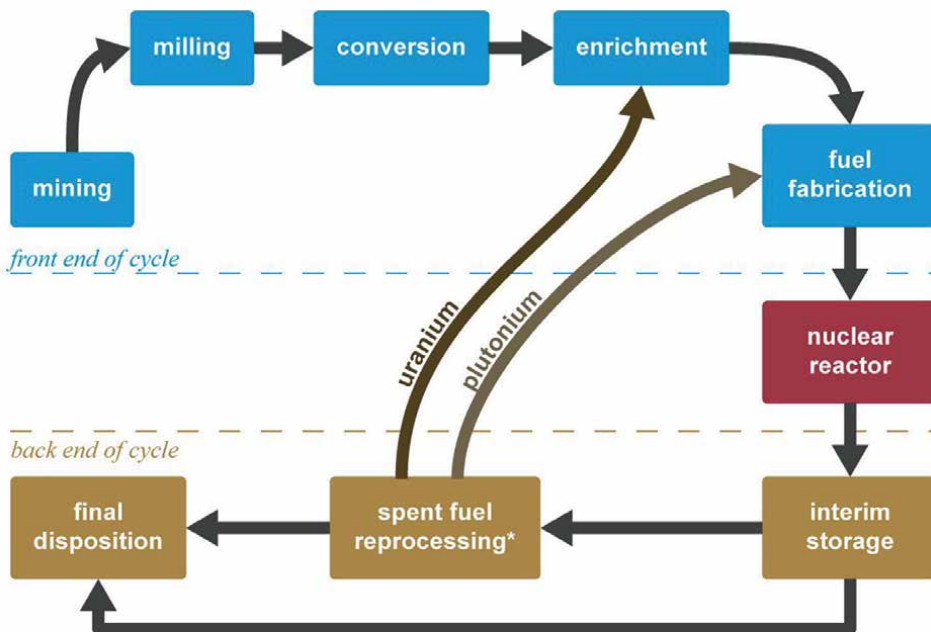 milling
conversion
enrichment
mining
fuel
fabrication
front end of cycle
uranium
plutonium
nuclear
reactor
back end of cycle
final
disposition
spent fuel
reprocessing*
interim
storage